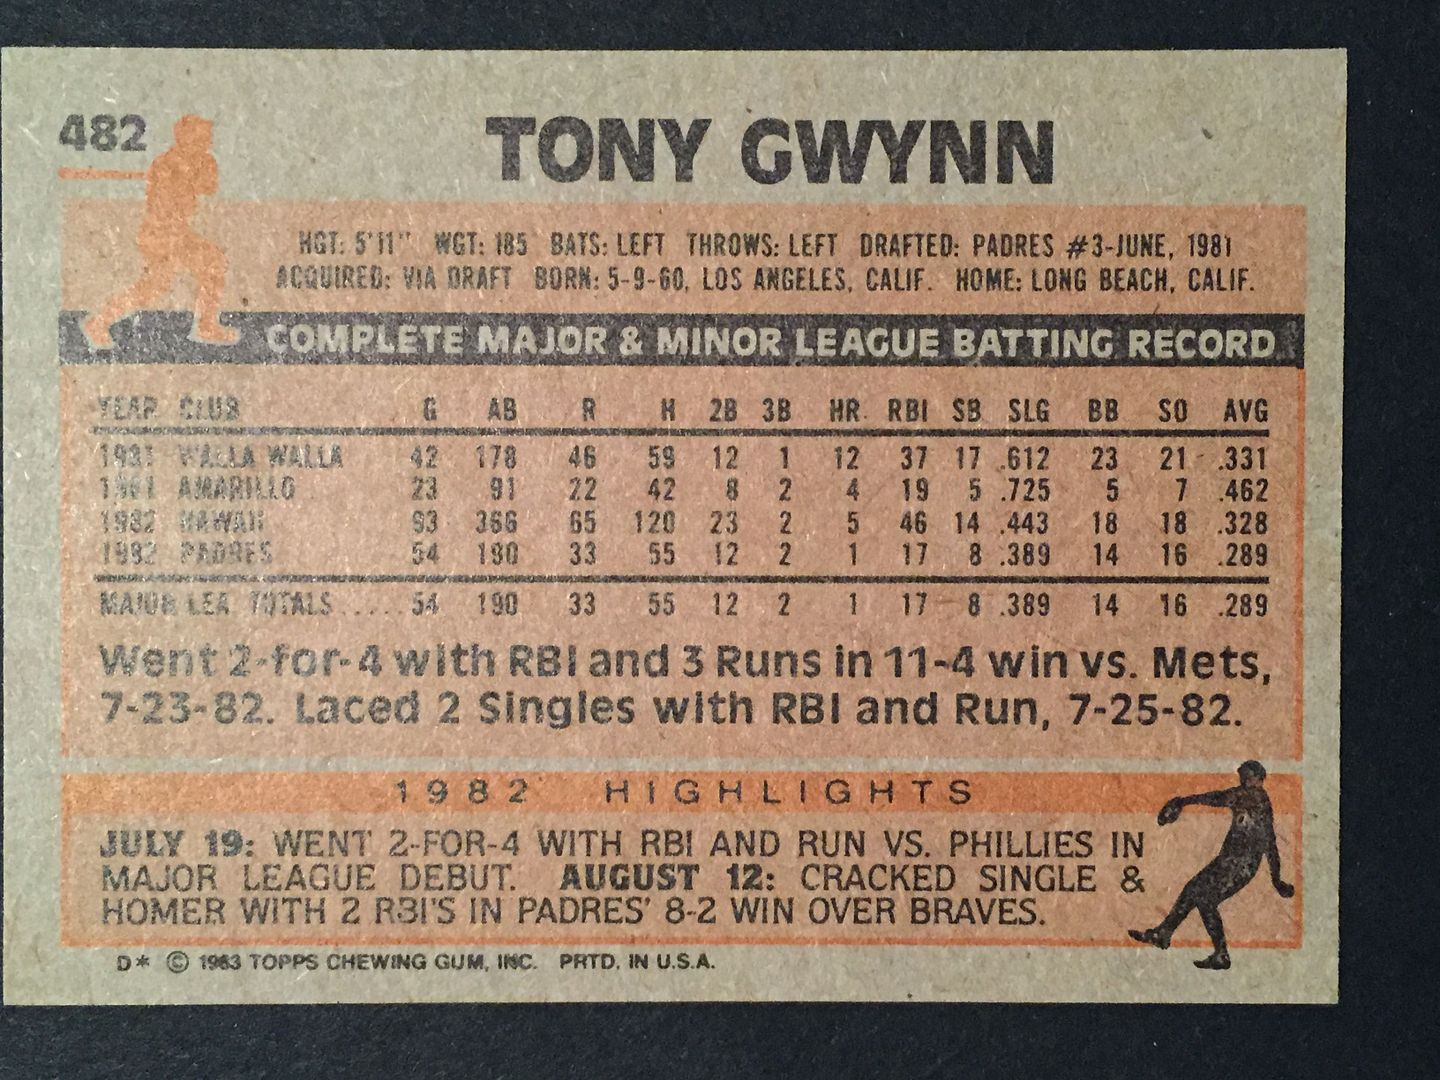 482
TONY GWYNN
HGT: 5'11" WGT: 185 BATS: LEFT THROWS: LEFT DRAFTED: PADRES #3-JUNE, 1981
ACQUIRED: VIA DRAFT BORN: 5-9-60, LOS ANGELES, CALIF. HOME: LONG BEACH, CALIF.
COMPLETE MAJOR & MINOR LEAGUE BATTING RECORD
YEAR CLUB G AB R H 2B 3B HR RBI SB SLG BB SO AVG
1981 WALLA WALLA 42 178 46 59 12 1 12 37 17 .612 23 21 .331
1981 AMARILLO 23 91 22 42 8 2 4 19 5 .725 5 7 .462
1982 HAWAII 93 366 65 120 23 2 5 46 14 .443 18 18 .328
1982 PADRES 54 190 33 55 12 2 1 17 8 .389 14 16 .289
MAJOR LEA. TOTALS ..... 54 190 33 55 12 2 1 17 8 .389 14 16 .289
Went 2-for-4 with RBI and 3 Runs in 11-4 win vs. Mets,
7-23-82. Laced 2 Singles with RBI and Run, 7-25-82.
1982 HIGHLIGHTS
JULY 19: WENT 2-FOR-4 WITH RBI AND RUN VS. PHILLIES IN
MAJOR LEAGUE DEBUT. AUGUST 12: CRACKED SINGLE &
HOMER WITH 2 RBI'S IN PADRES' 8-2 WIN OVER BRAVES.
D* © 1983 TOPPS CHEWING GUM, INC. PRTD. IN U.S.A.